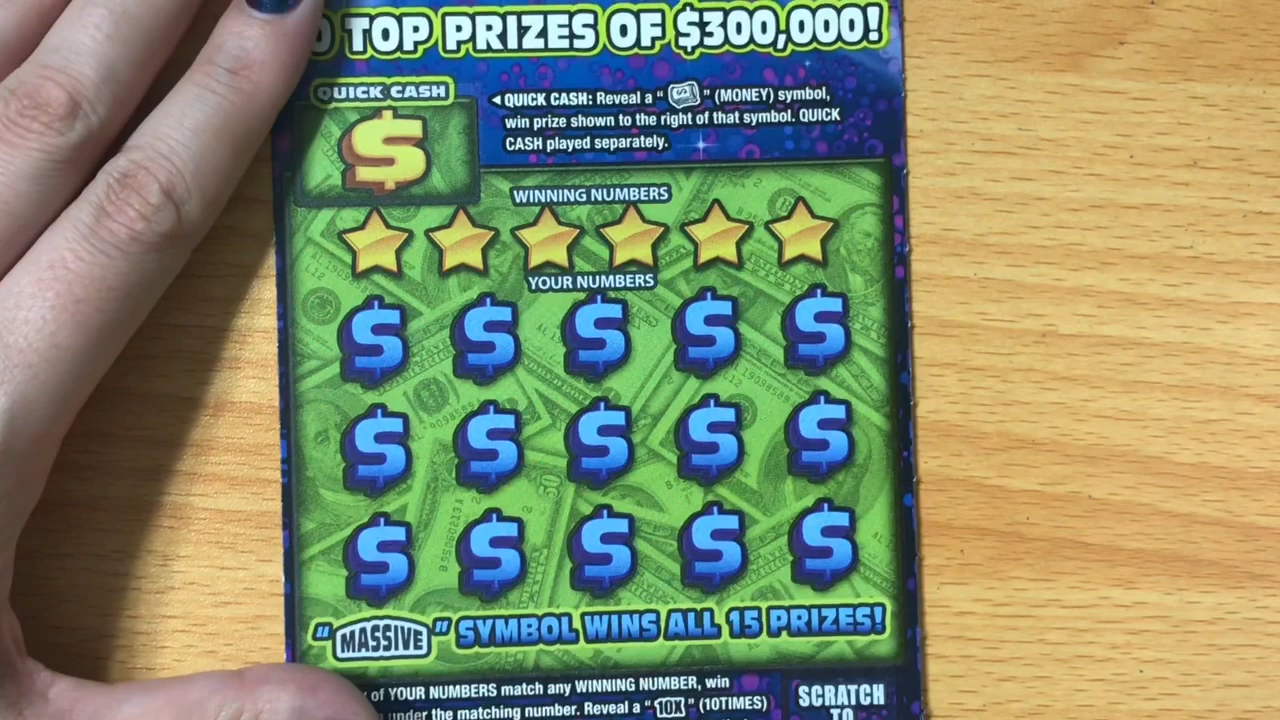 TOP PRIZES OF $300,000!
QUICK CASH
◄ QUICK CASH: Reveal a " " (MONEY) symbol,
win prize shown to the right of that symbol. QUICK
CASH played separately.
$
WINNING NUMBERS
YOUR NUMBERS
$ $ $ $ $
$ $ $ $ $
$ $ $ $ $
"MASSIVE" SYMBOL WINS ALL 15 PRIZES!
of YOUR NUMBERS match any WINNING NUMBER, win
under the matching number. Reveal a "10X" (10TIMES)
SCRATCH
TO